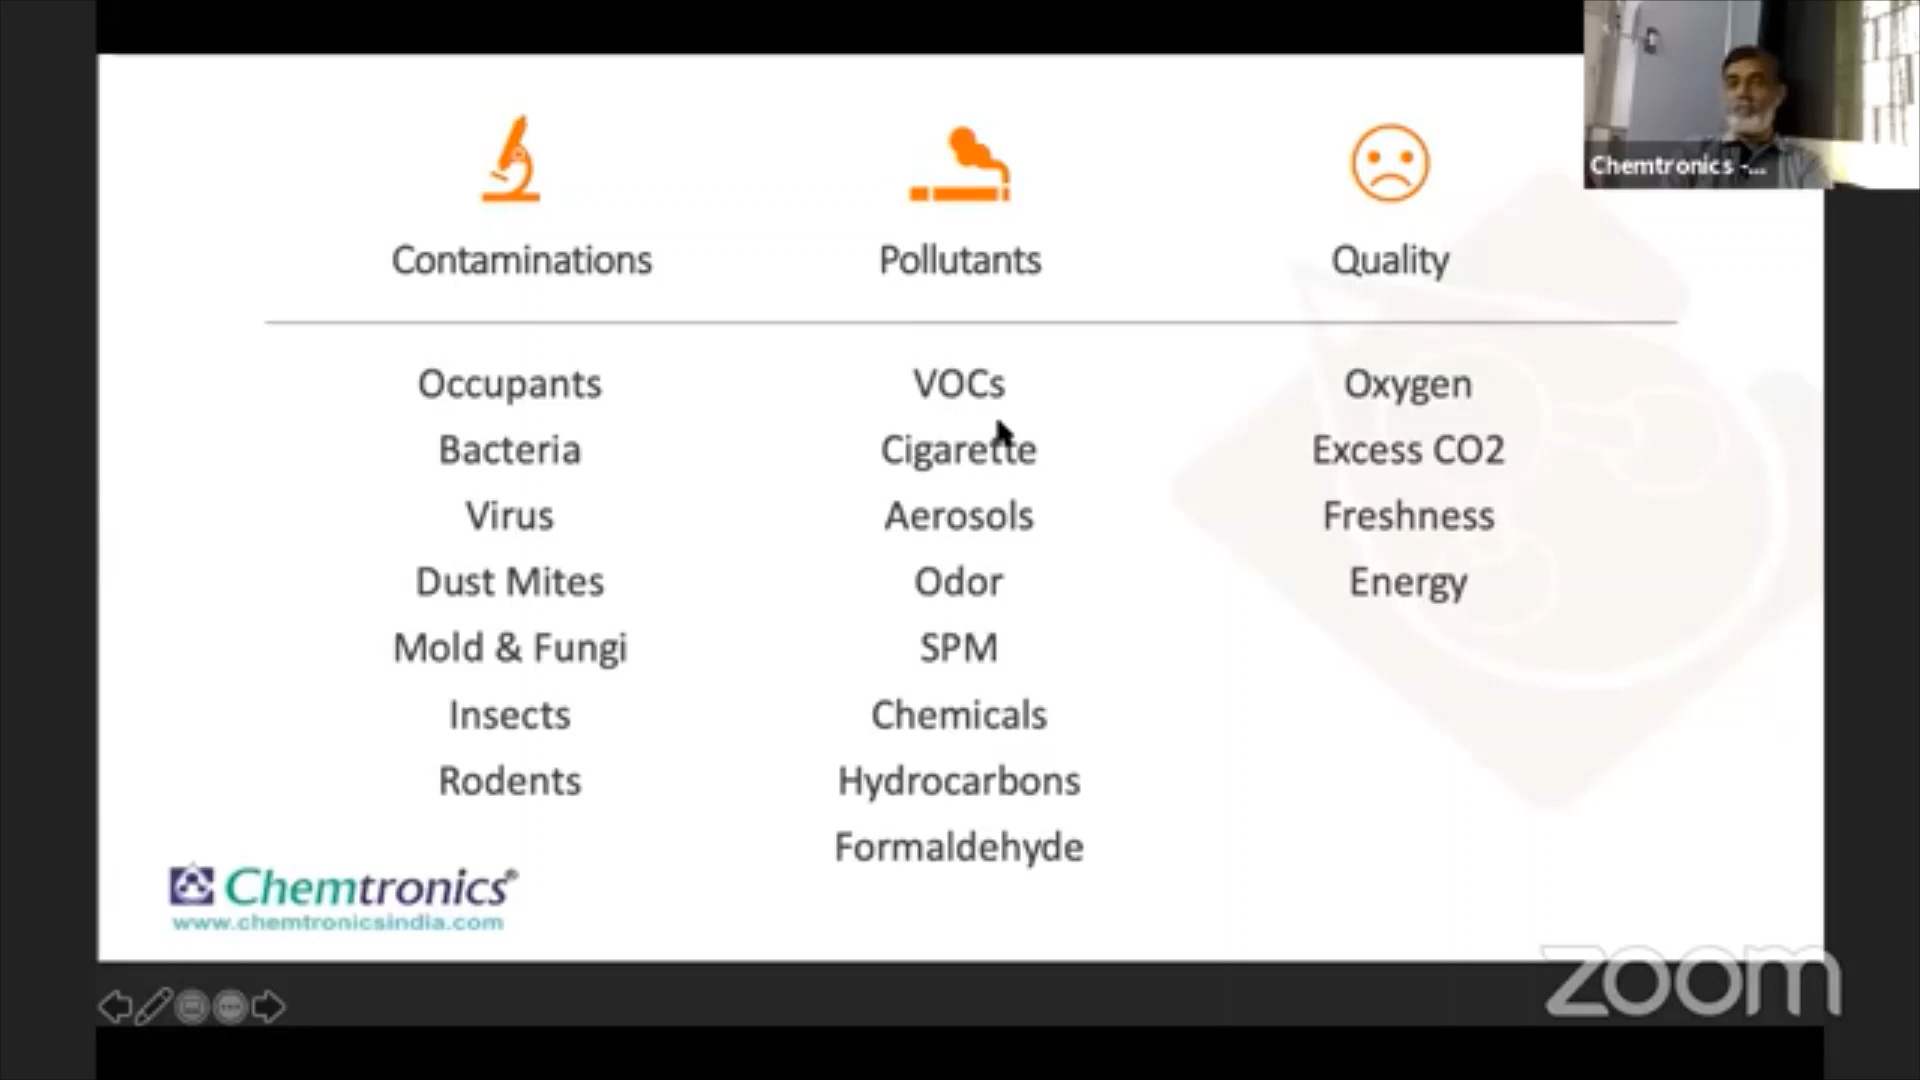 Chemtronics -...
Contaminations Pollutants Quality
Occupants VOCs Oxygen
Bacteria Cigarette Excess CO2
Virus Aerosols Freshness
Dust Mites Odor Energy
Mold & Fungi SPM
Insects Chemicals
Rodents Hydrocarbons
Formaldehyde
Chemtronics®
www.chemtronicsindia.com
zoom